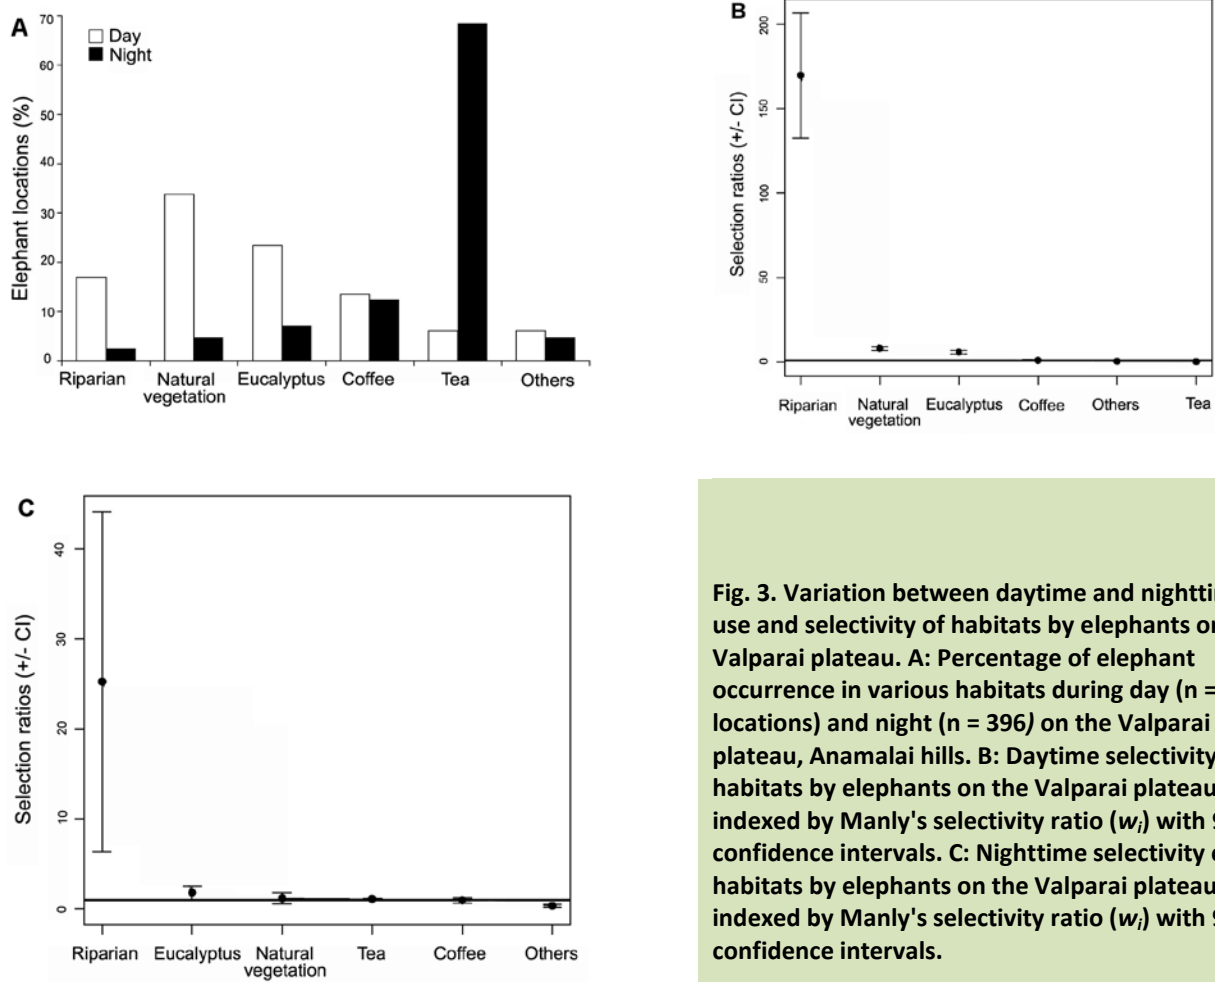 A
Day
Night
Elephant locations (%)
70
60
50
40
30
20
10
0
Riparian
Natural
vegetation
Eucalyptus
Coffee
Tea
Others
B
Selection ratios (+/- CI)
200
150
100
50
0
Riparian
Natural
vegetation
Eucalyptus
Coffee
Others
Tea
C
Selection ratios (+/- CI)
40
30
20
10
0
Riparian
Eucalyptus
Natural
vegetation
Tea
Coffee
Others
Fig. 3. Variation between daytime and
use and selectivity of habitats by elephants
Valparai plateau. A: Percentage of elephant
occurrence in various habitats during day (n =
locations) and night (n = 396) on the Valparai
plateau, Anamalai hills. B: Daytime selectivity
habitats by elephants on the Valparai plateau
indexed by Manly's selectivity ratio (wi) with
confidence intervals. C: Nighttime selectivity
habitats by elephants on the Valparai plateau
indexed by Manly's selectivity ratio (wi) with
confidence intervals.